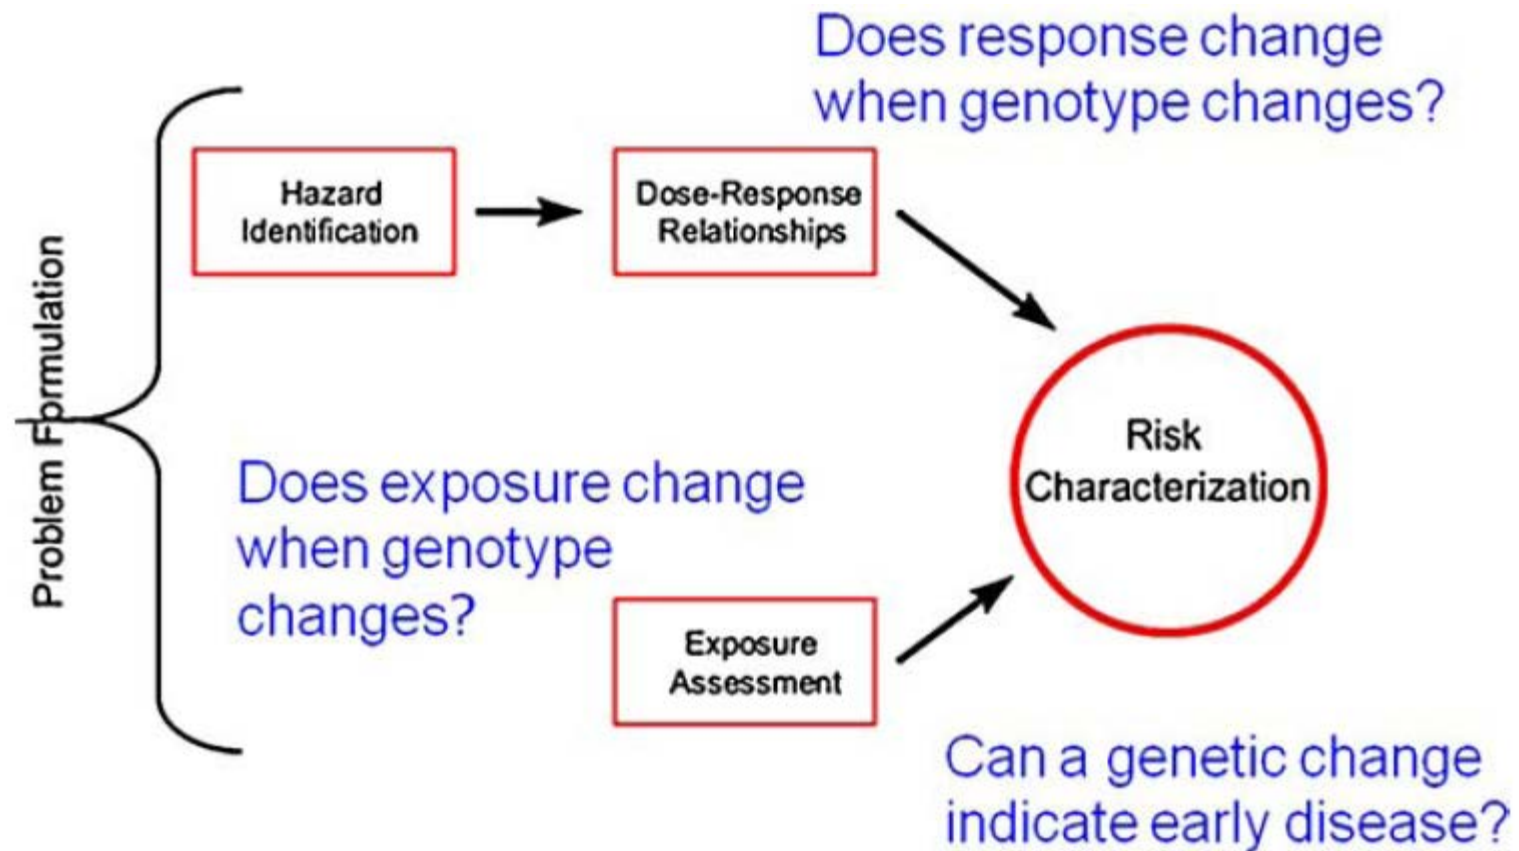 Does response change
when genotype changes?
Hazard
Identification
Dose-Response
Relationships
Problem Formulation
Risk
Characterization
Does exposure change
when genotype
changes?
Exposure
Assessment
Can a genetic change
indicate early disease?